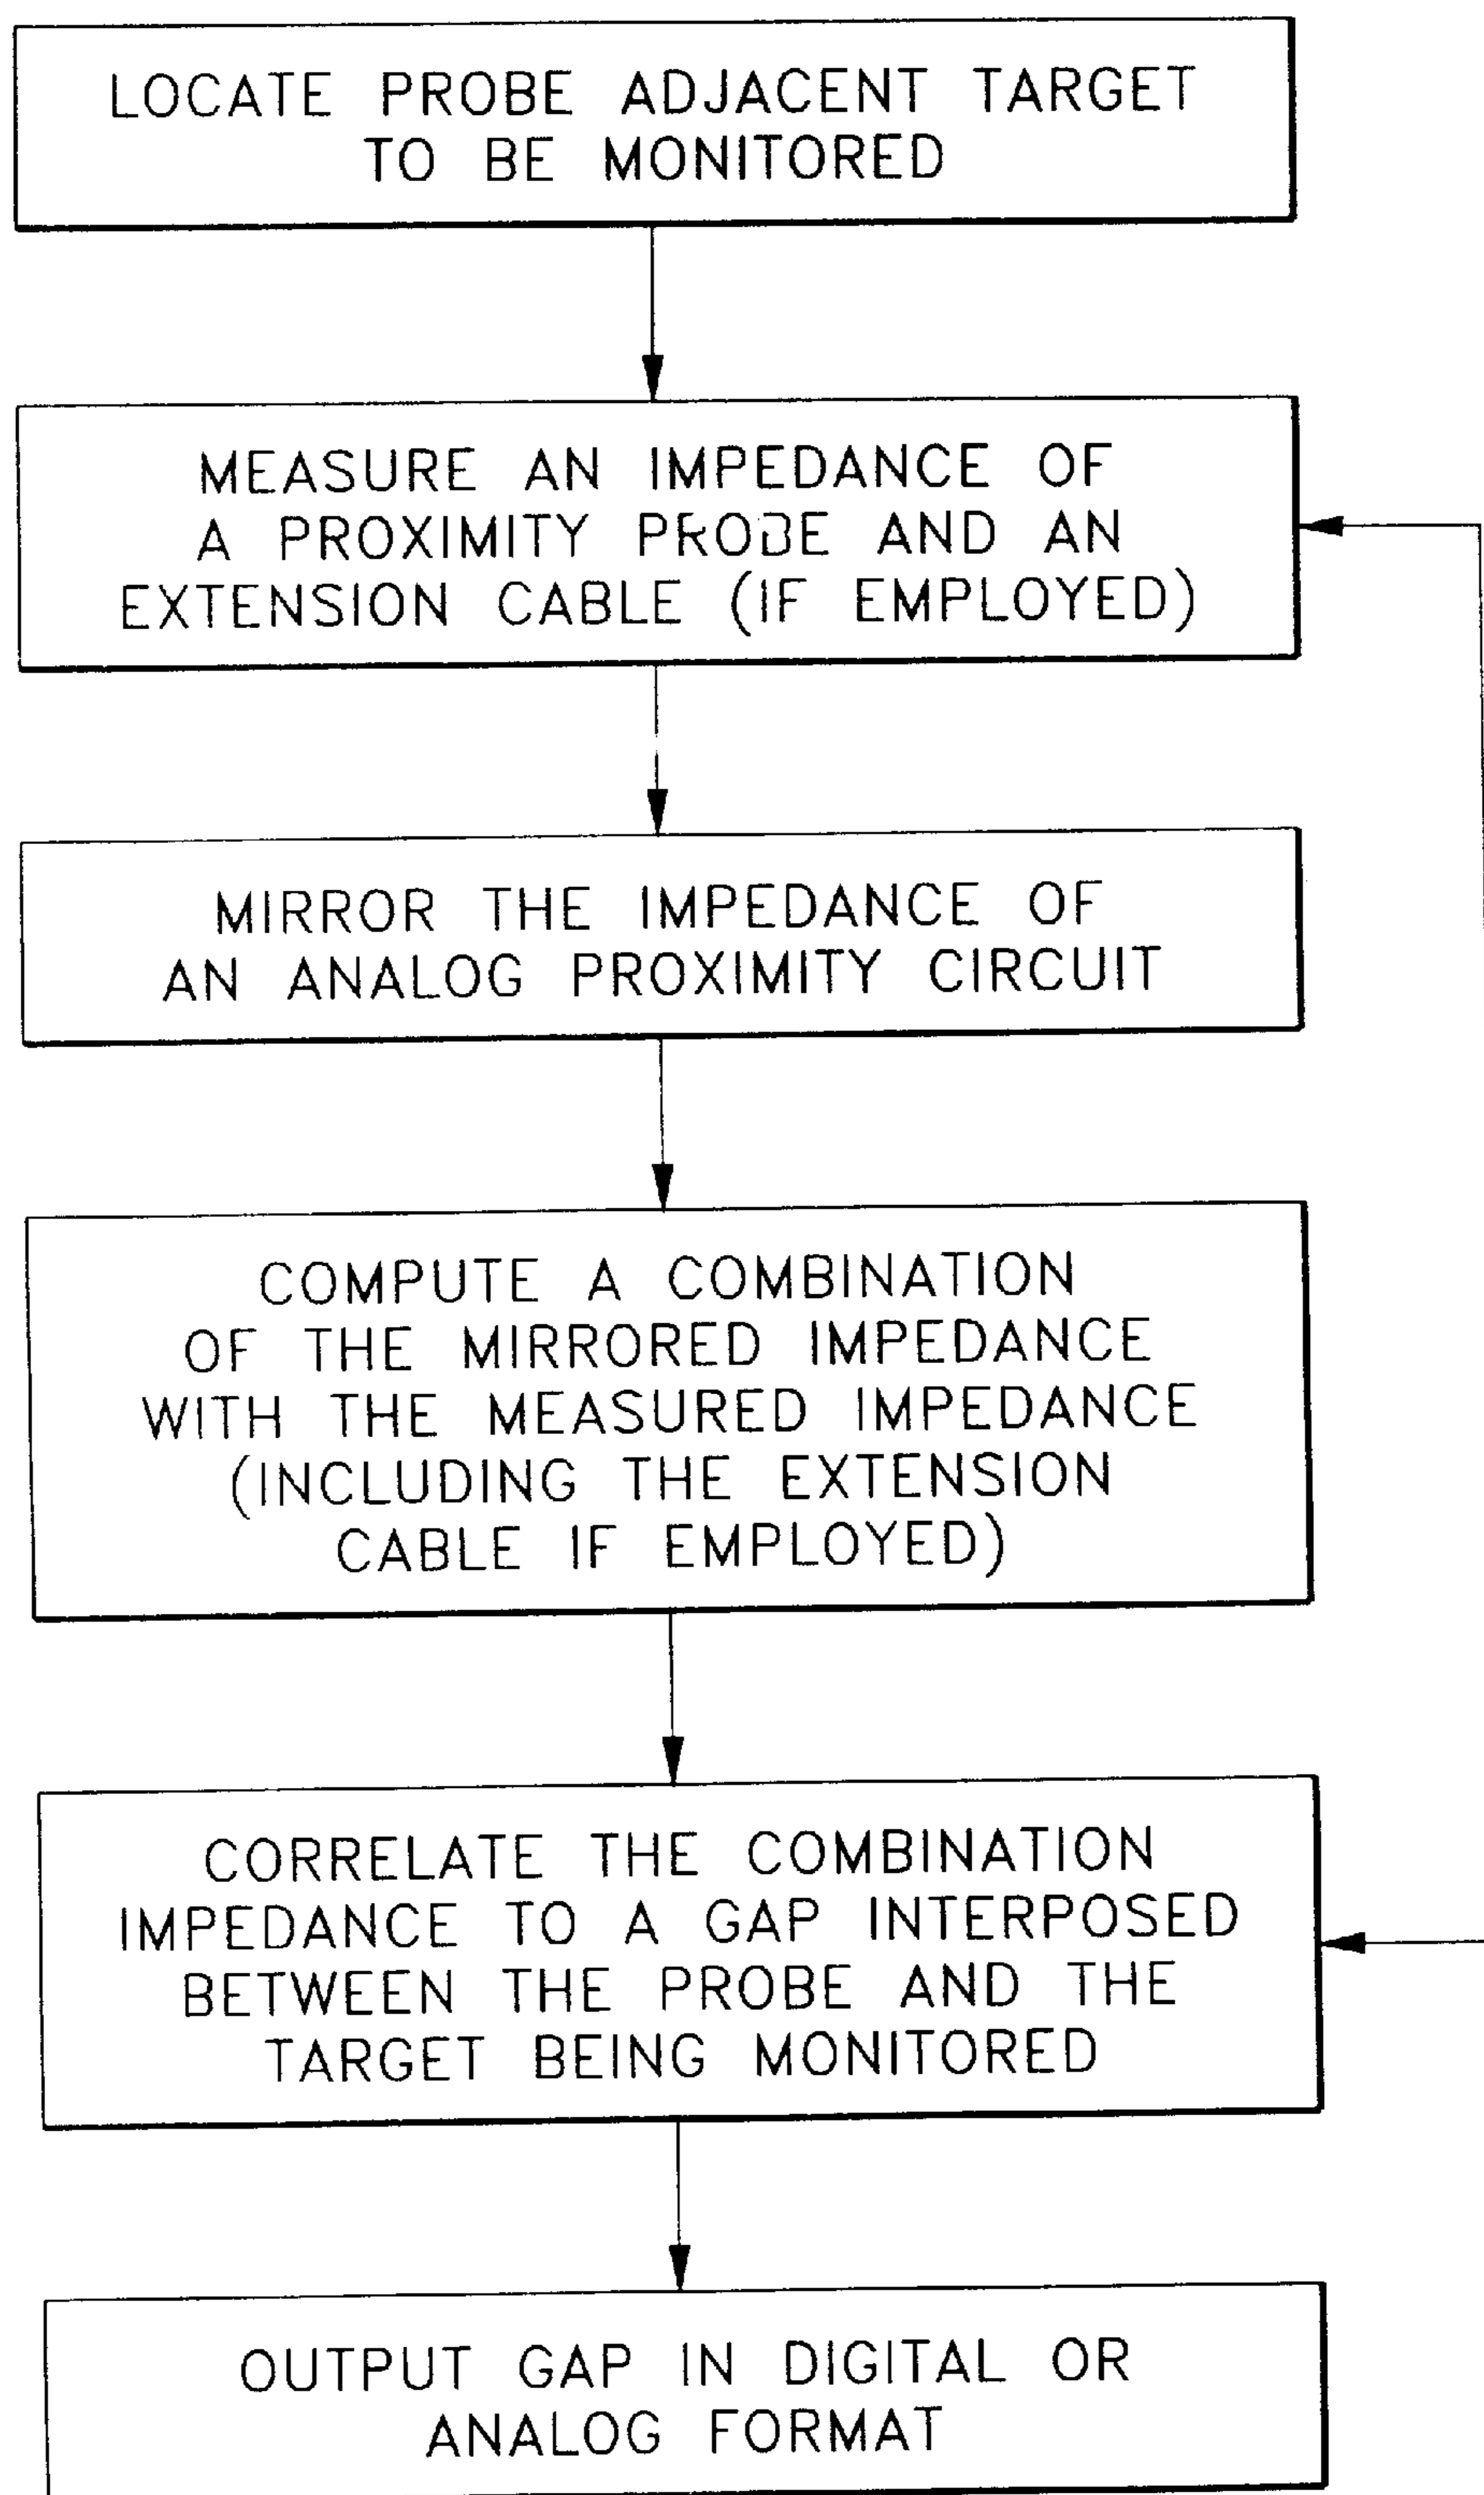 LOCATE PROBE ADJACENT TARGET
TO BE MONITORED
MEASURE AN IMPEDANCE OF
A PROXIMITY PROBE AND AN
EXTENSION CABLE (IF EMPLOYED)
MIRROR THE IMPEDANCE OF
AN ANALOG PROXIMITY CIRCUIT
COMPUTE A COMBINATION
OF THE MIRRORED IMPEDANCE
WITH THE MEASURED IMPEDANCE
(INCLUDING THE EXTENSION
CABLE IF EMPLOYED)
CORRELATE THE COMBINATION
IMPEDANCE TO A GAP INTERPOSED
BETWEEN THE PROBE AND THE
TARGET BEING MONITORED
OUTPUT GAP IN DIGITAL OR
ANALOG FORMAT